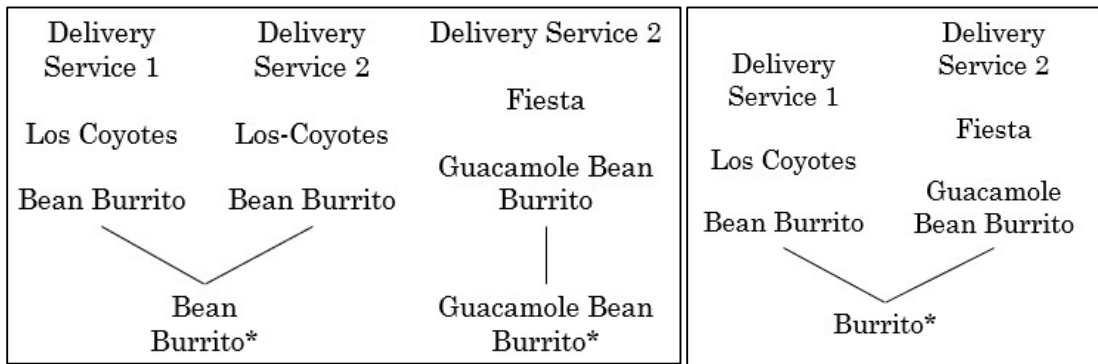 Delivery
Service 1
Los Coyotes
Bean Burrito
Delivery
Service 2
Los-Coyotes
Bean Burrito
Bean
Burrito*
Delivery Service 2
Fiesta
Guacamole Bean
Burrito
Guacamole Bean
Burrito*
Delivery
Service 1
Los Coyotes
Bean Burrito
Delivery
Service 2
Fiesta
Guacamole
Bean Burrito
Burrito*